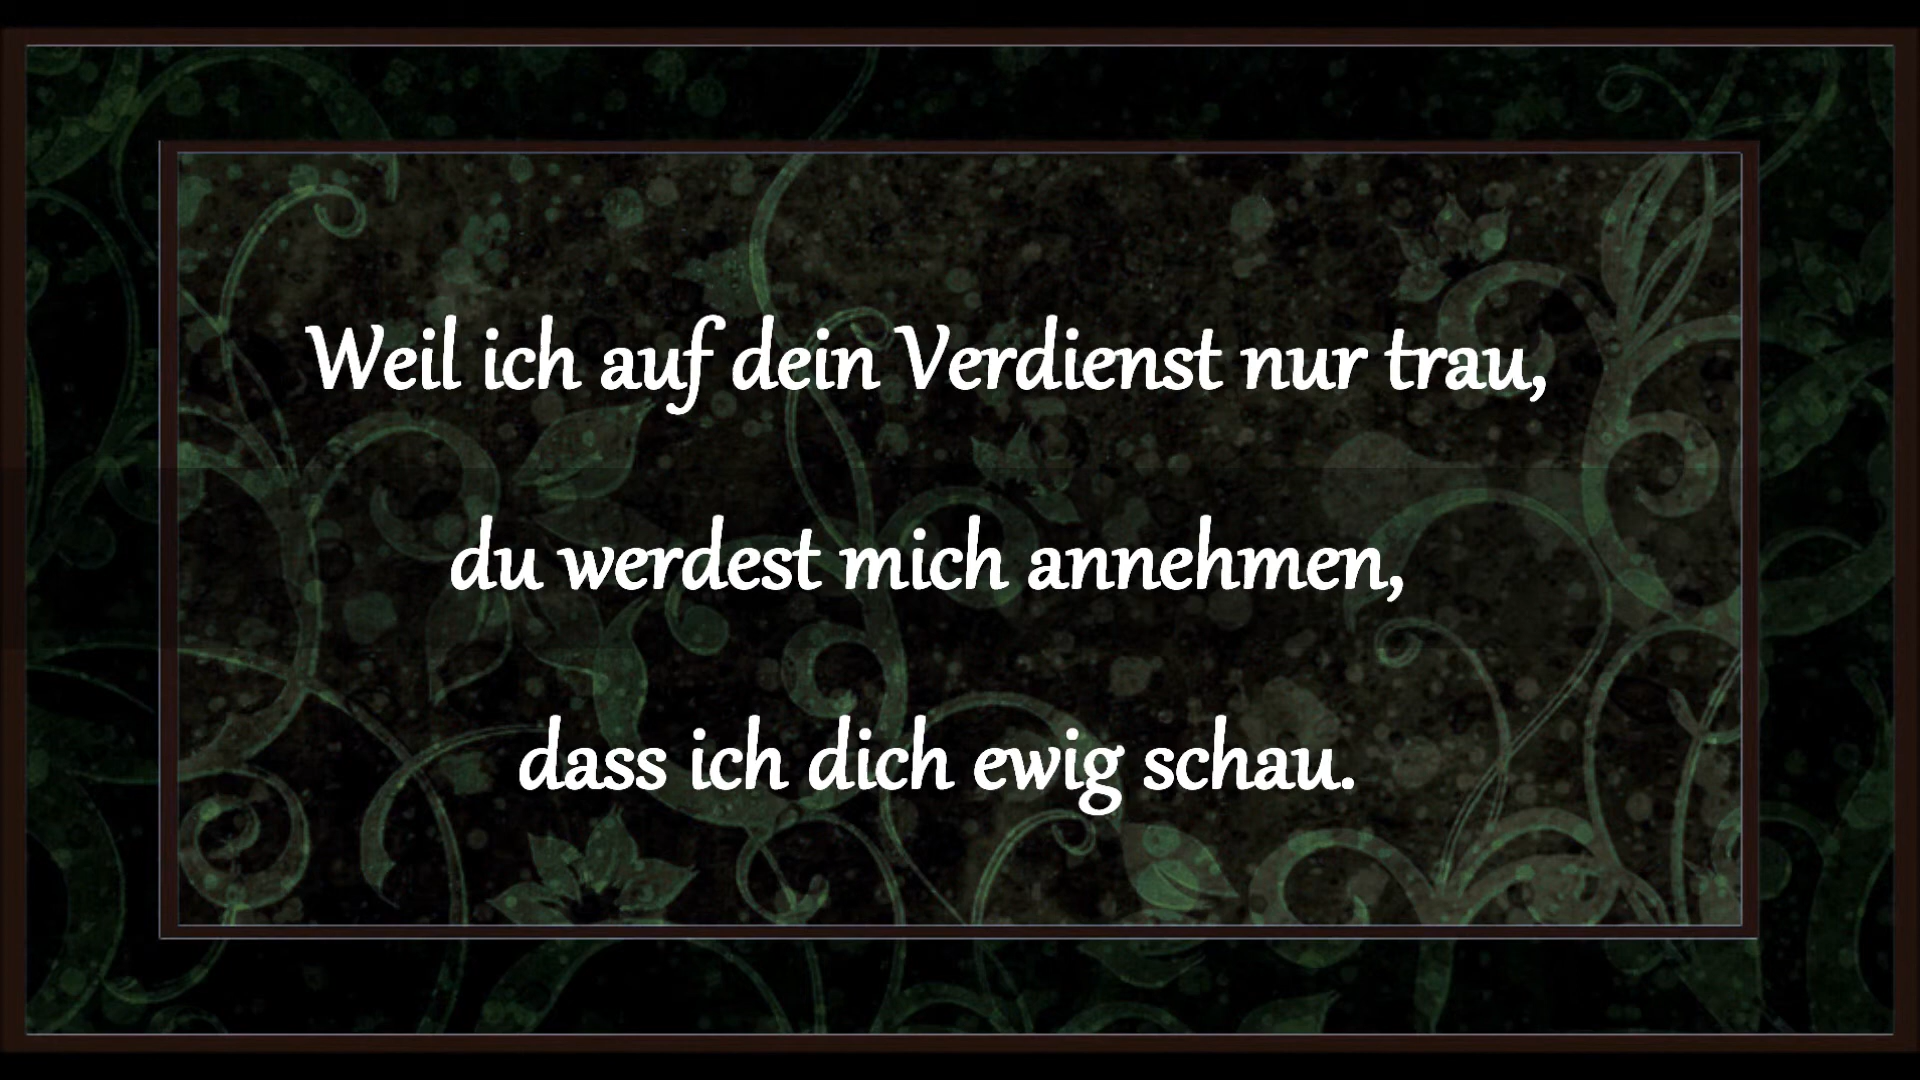 Weil ich auf dein Verdienst nur trau,
du werdest mich annehmen,
dass ich dich ewig schau.